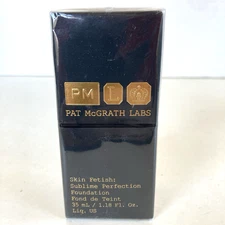 PM L
PAT McGRATH LABS
Skin Fetish:
Sublime Perfection
Foundation
Fond de Teint
35 mL / 1.18 Fl. Oz.
Liq. US